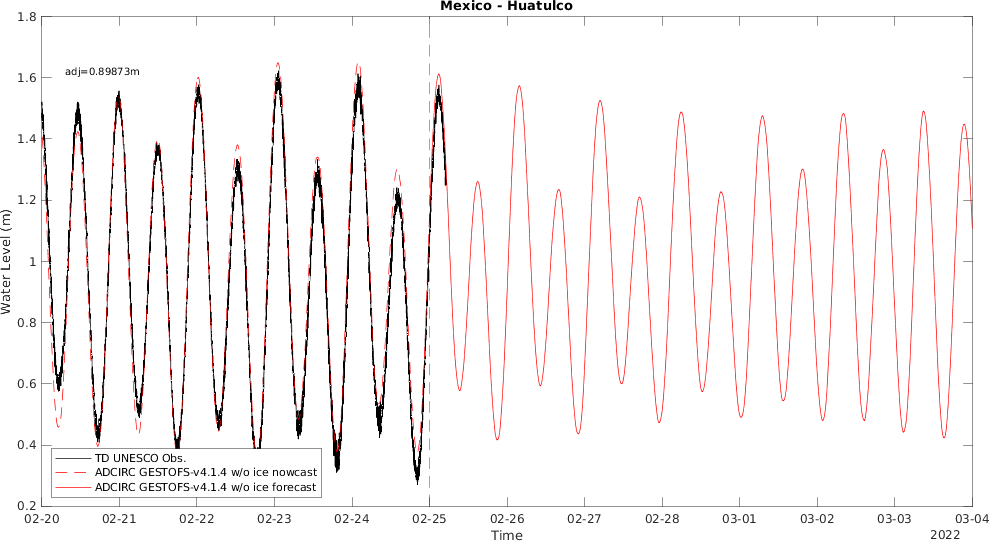 Mexico - Huatulco
1.8
1.6
1.4
1.2
1
0.8
0.6
0.4
0.2
Water Level (m)
adj=0.89873m
TD UNESCO Obs.
ADCIRC GESTOFS-v4.1.4 w/o ice nowcast
ADCIRC GESTOFS-v4.1.4 w/o ice forecast
02-20 02-21 02-22 02-23 02-24 02-25 02-26 02-27 02-28 03-01 03-02 03-03 03-04
Time
2022